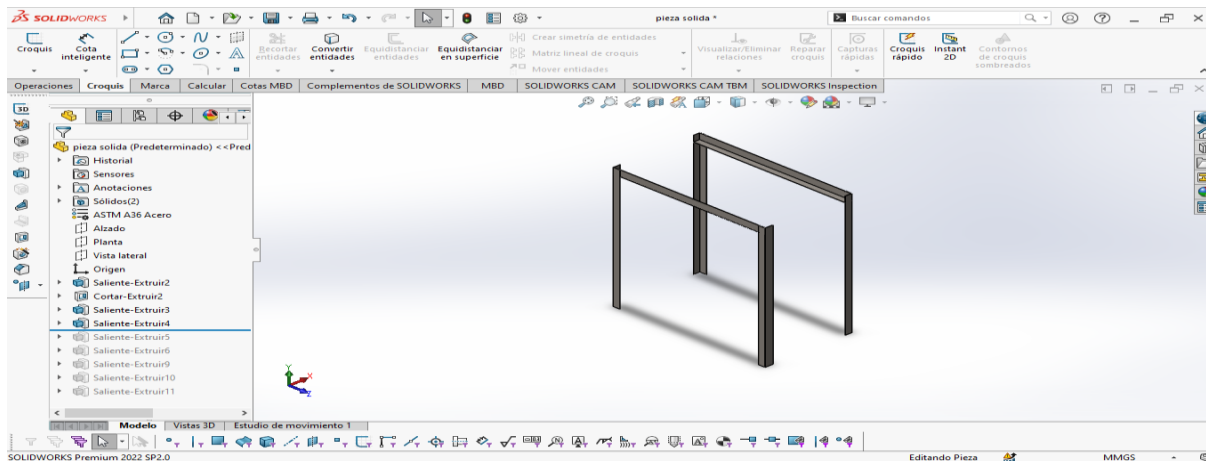 SOLIDWORKS
pieza solida *
Buscar comandos
Croquis
Cota inteligente
Recortar entidades
Convertir entidades
Equidistanciar entidades
Equidistanciar en superficie
Crear simetría de entidades
Matriz lineal de croquis
Mover entidades
Visualizar/Eliminar relaciones
Reparar croquis
Capturas rápidas
Croquis rápido
Instant 2D
Contornos de croquis sombreados
Operaciones Croquis Marca Calcular Cotas MBD Complementos de SOLIDWORKS MBD SOLIDWORKS CAM SOLIDWORKS CAM TBM SOLIDWORKS Inspection
pieza solida (Predeterminado) <<Pred
Historial
Sensores
Anotaciones
Sólidos(2)
ASTM A36 Acero
Alzado
Planta
Vista lateral
Origen
Saliente-Extruir2
Cortar-Extruir2
Saliente-Extruir3
Saliente-Extruir4
Saliente-Extruir5
Saliente-Extruir6
Saliente-Extruir9
Saliente-Extruir10
Saliente-Extruir11
Y
X
Z
Modelo Vistas 3D Estudio de movimiento 1
SOLIDWORKS Premium 2022 SP2.0
Editando Pieza
MMGS